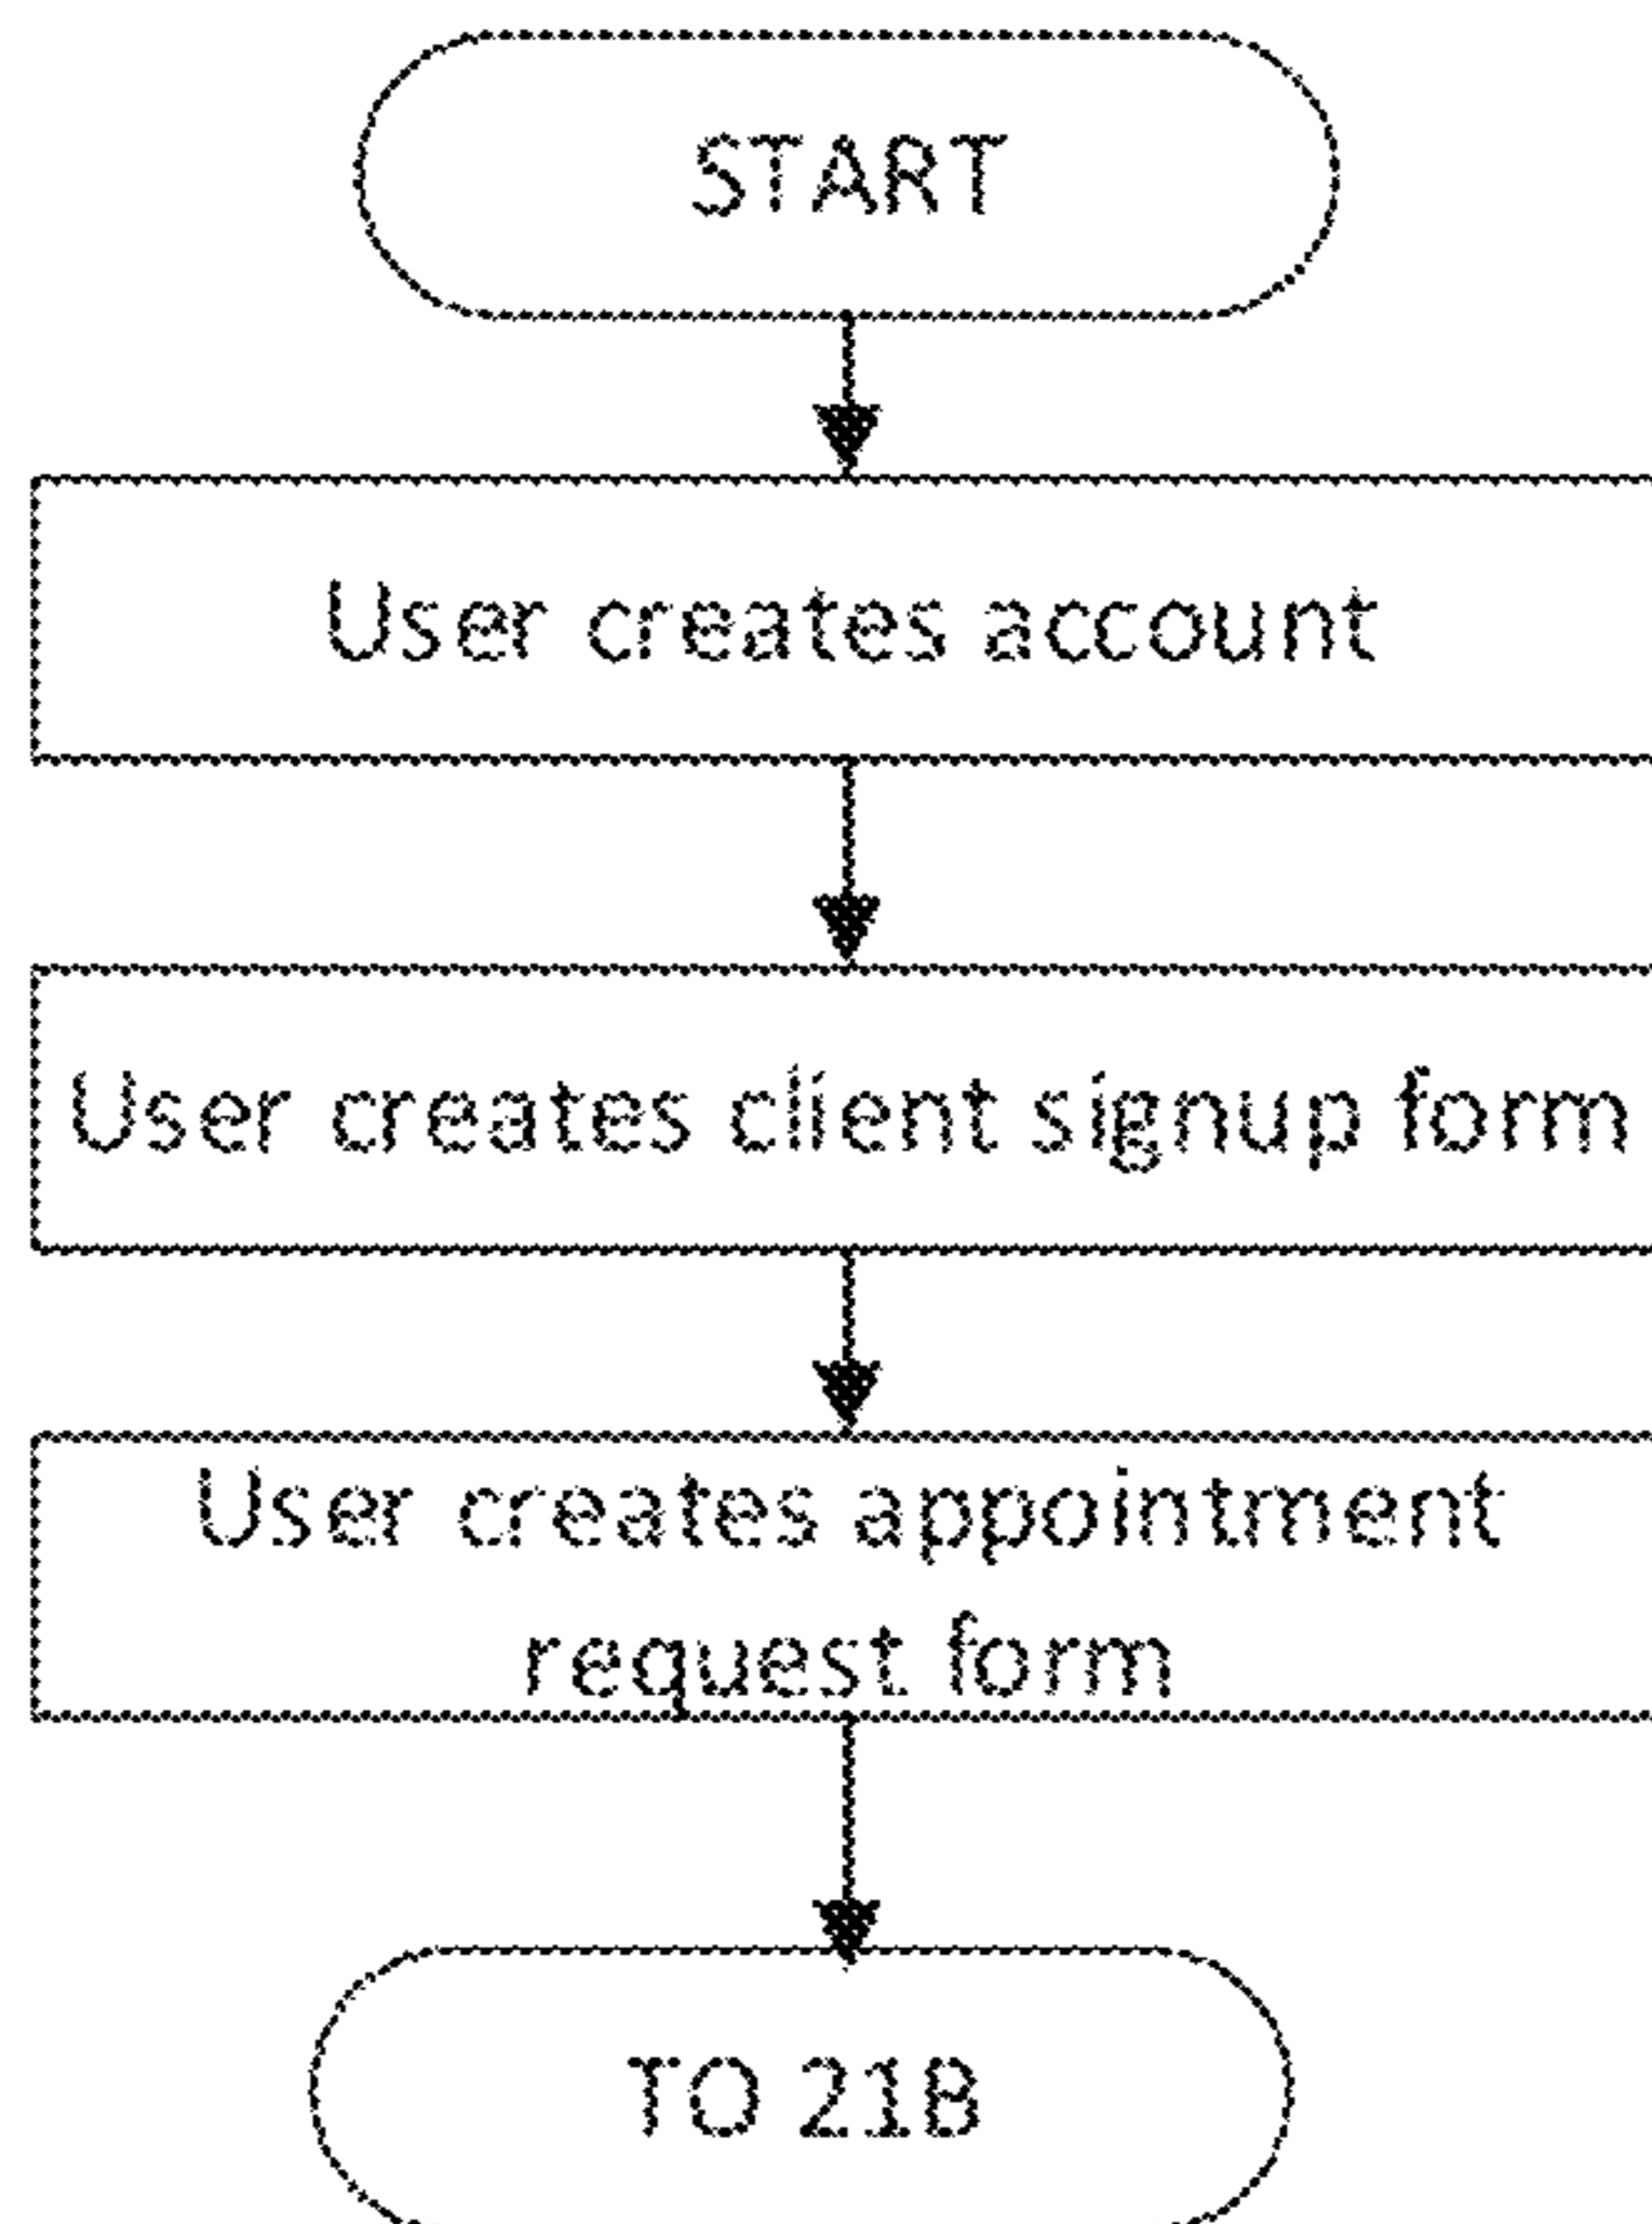 START
User creates account
User creates client signup form
User creates appointment
request form
TO 21B